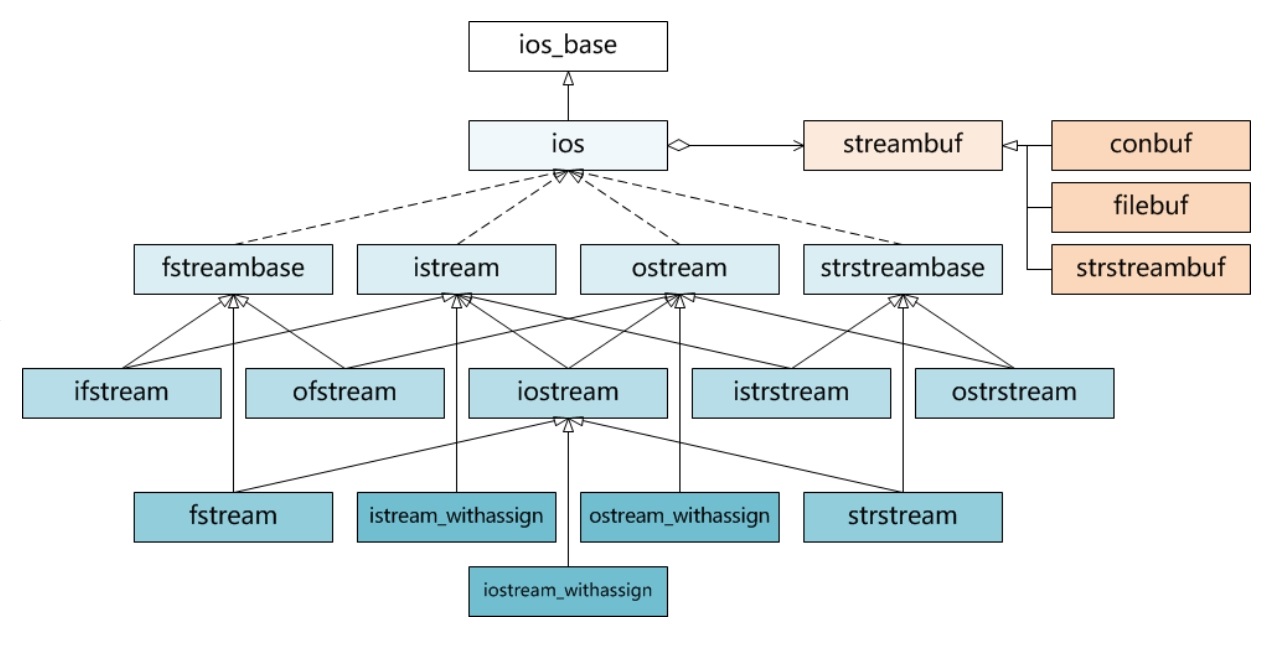 ios_base
ios
streambuf
conbuf
filebuf
strstreambuf
fstreambase
istream
ostream
strstreambase
ifstream
ofstream
iostream
istrstream
ostrstream
fstream
istream_withassign
ostream_withassign
strstream
iostream_withassign